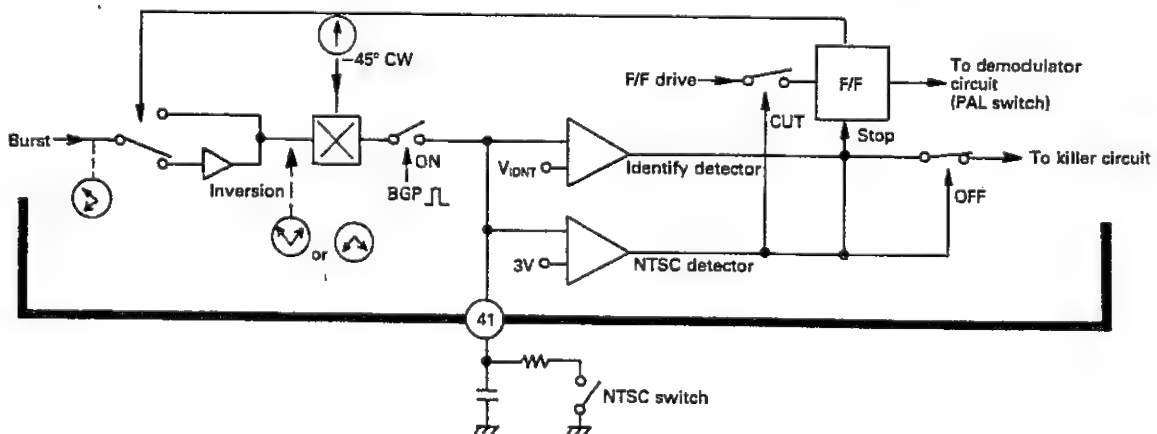 -45° CW
F/F drive
F/F
To demodulator
circuit
(PAL switch)
CUT
Stop
Burst
Inversion
ON
BGP
VIDNT
Identify detector
To killer circuit
OFF
or
3V
NTSC detector
41
NTSC switch